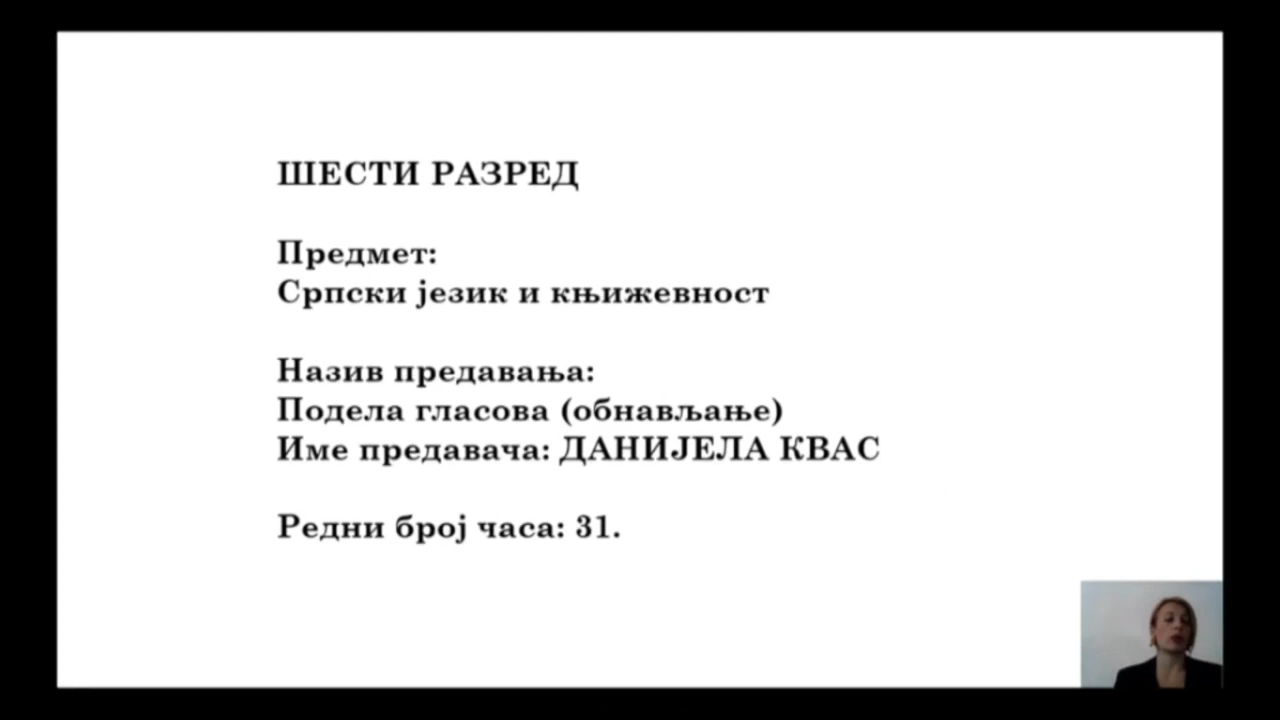 ШЕСТИ РАЗРЕД
Предмет:
Српски језик и књижевност
Назив предавања:
Подела гласова (обнављање)
Име предавача: ДАНИЈЕЛА КВАС
Редни број часа: 31.